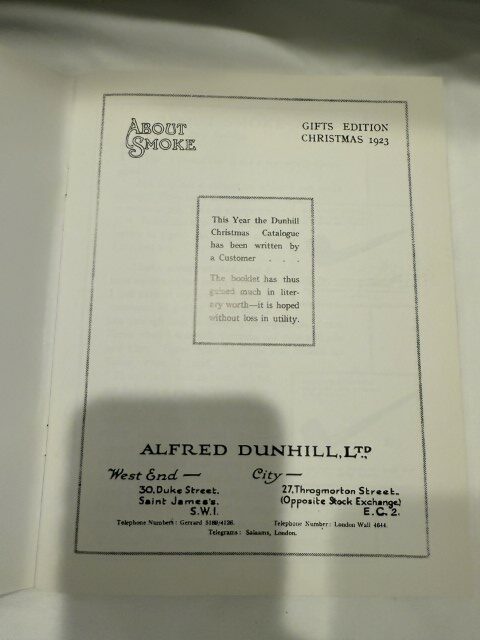 ABOUT
SMOKE
GIFTS EDITION
CHRISTMAS 1923
This Year the Dunhill
Christmas Catalogue
has been written by
a Customer . . .
The booklet has thus
gained much in liter-
ary worth—it is hoped
without loss in utility.
ALFRED DUNHILL, LTD
West End —
30, Duke Street.
Saint James's.
S.W.1.
Telephone Numbers: Gerrard 5189/4126.
City —
27, Throgmorton Street.
(Opposite Stock Exchange)
E.C.2.
Telephone Number: London Wall 4644.
Telegrams: Salaams, London.